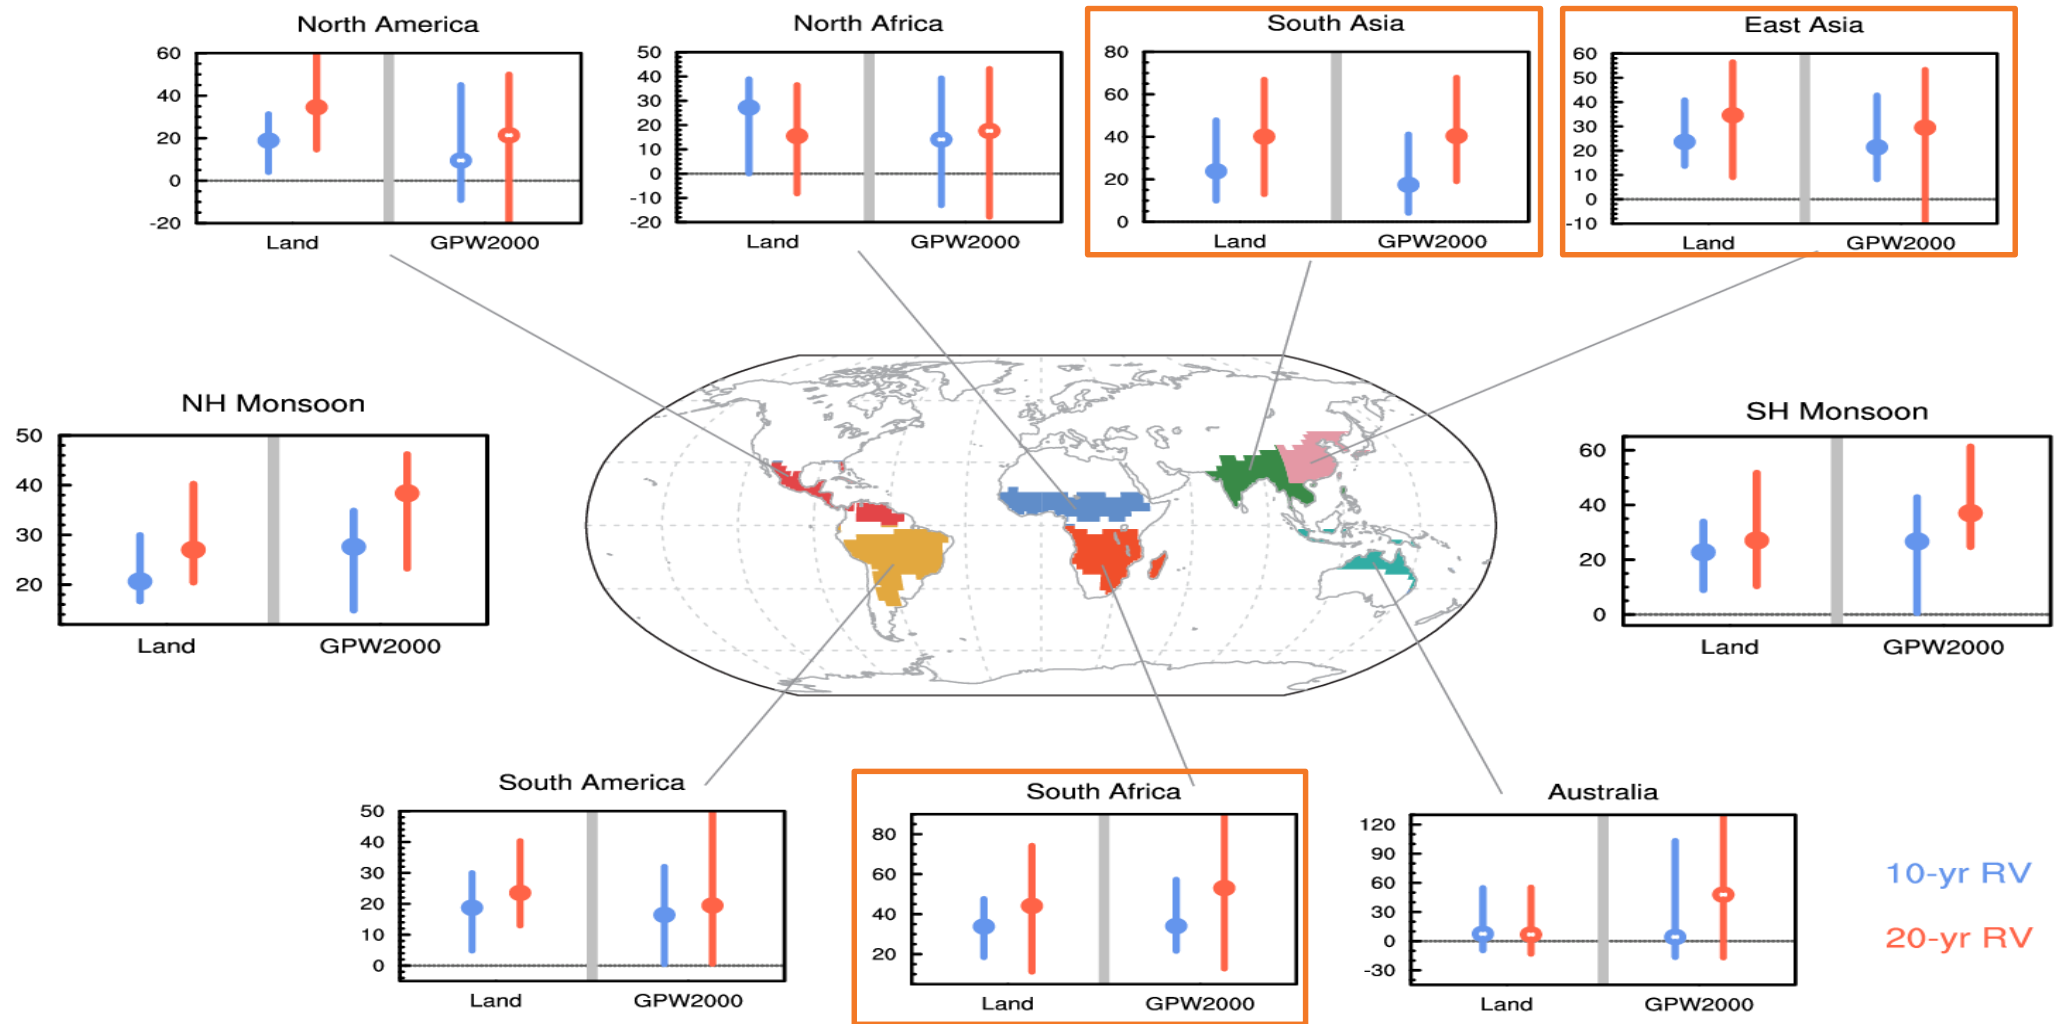 North America
60
40
20
0
-20
Land GPW2000
North Africa
50
40
30
20
10
0
-10
-20
Land GPW2000
South Asia
80
60
40
20
0
Land GPW2000
East Asia
60
50
40
30
20
10
0
-10
Land GPW2000
NH Monsoon
50
40
30
20
Land GPW2000
SH Monsoon
60
40
20
0
Land GPW2000
South America
50
40
30
20
10
0
Land GPW2000
South Africa
80
60
40
20
Land GPW2000
Australia
120
90
60
30
0
-30
Land GPW2000
10-yr RV
20-yr RV